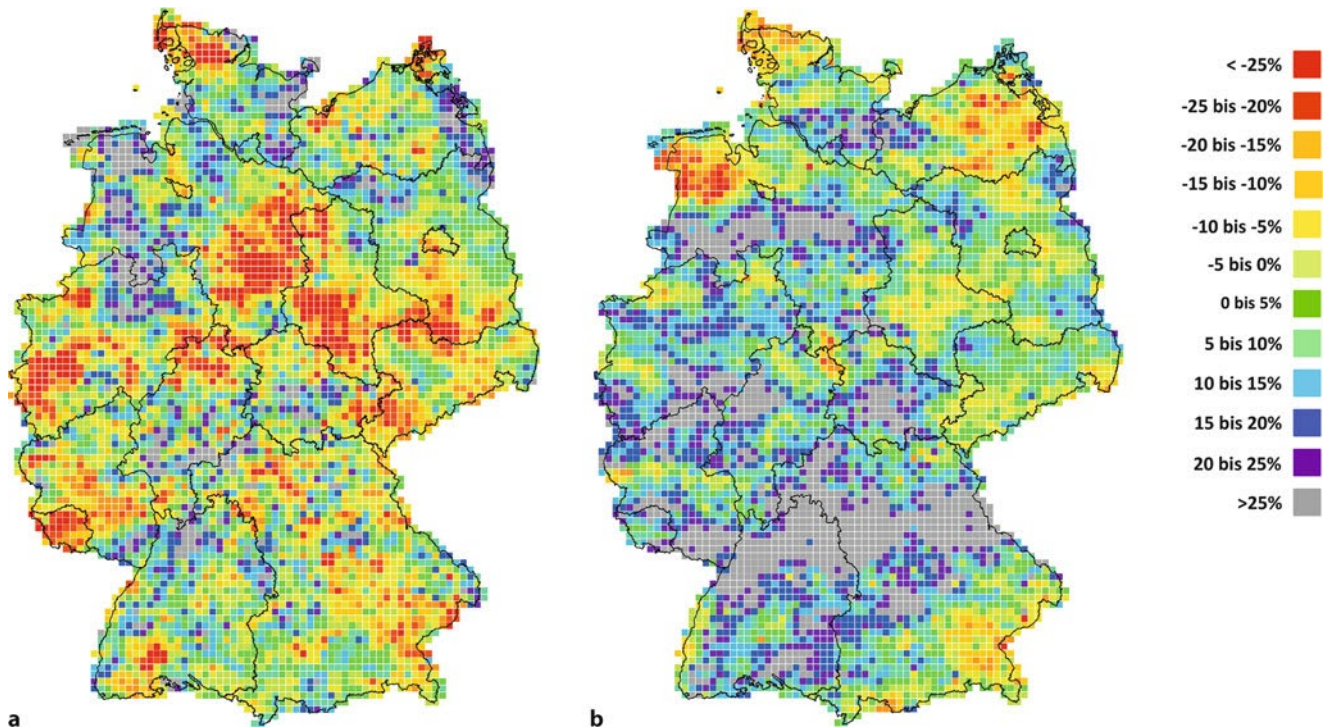 < -25%
-25 bis -20%
-20 bis -15%
-15 bis -10%
-10 bis -5%
-5 bis 0%
0 bis 5%
5 bis 10%
10 bis 15%
15 bis 20%
20 bis 25%
>25%
a
b